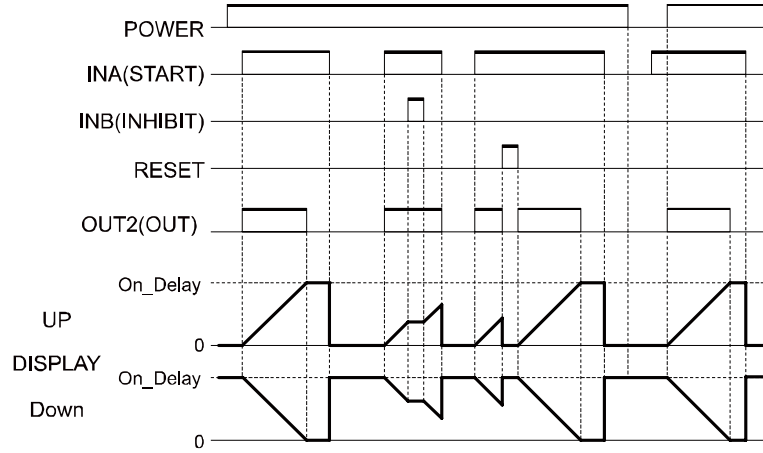 POWER
INA(START)
INB(INHIBIT)
RESET
OUT2(OUT)
On_Delay
UP
0
DISPLAY
On_Delay
Down
0